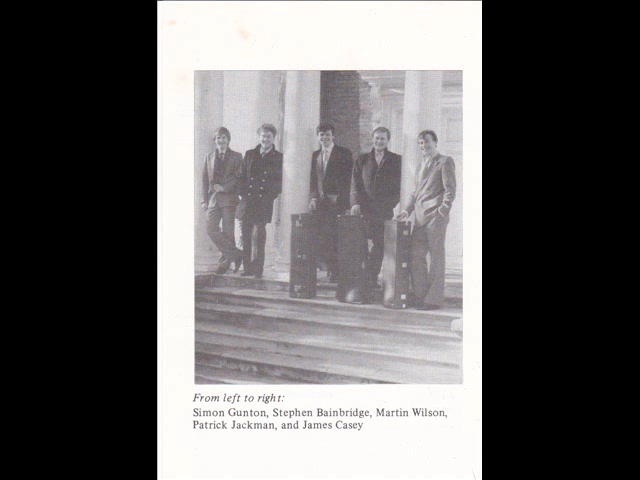 From left to right:
Simon Gunton, Stephen Bainbridge, Martin Wilson,
Patrick Jackman, and James Casey